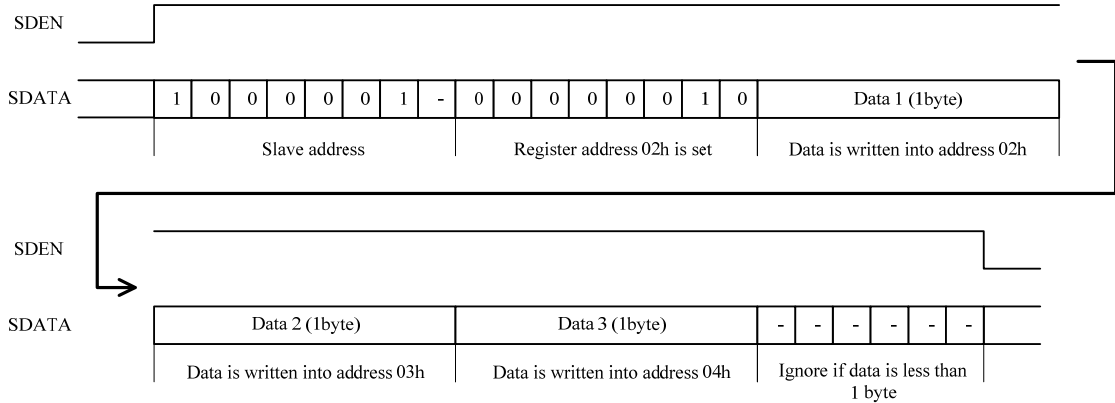 SDEN
SDATA 1 0 0 0 0 0 1 - 0 0 0 0 0 0 1 0 Data 1 (1byte)
Slave address Register address 02h is set Data is written into address 02h
SDEN
SDATA Data 2 (1byte) Data 3 (1byte) - - - - - -
Data is written into address 03h Data is written into address 04h Ignore if data is less than
1 byte